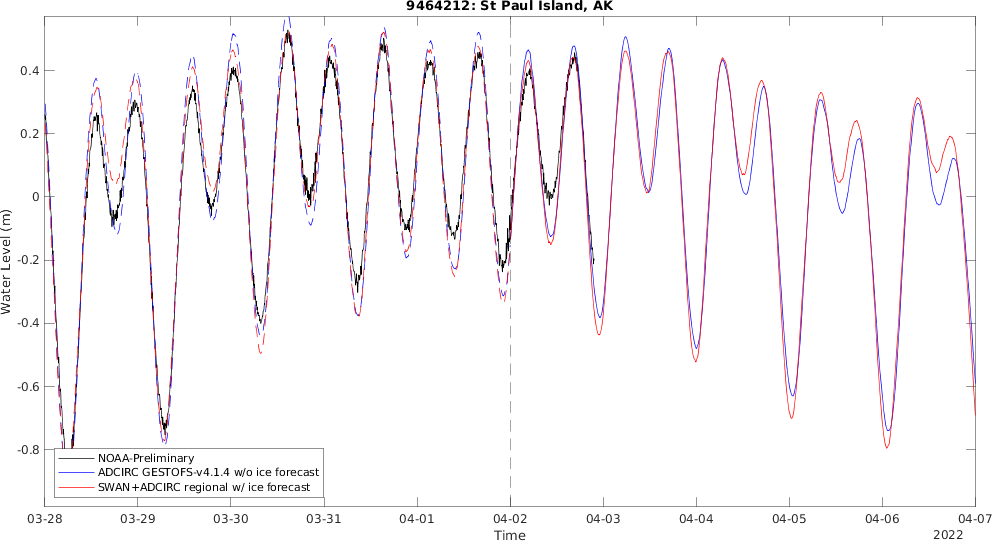 9464212: St Paul Island, AK
0.4
0.2
0
-0.2
-0.4
-0.6
-0.8
Water Level (m)
NOAA-Preliminary
ADCIRC GESTOFS-v4.1.4 w/o ice forecast
SWAN+ADCIRC regional w/ ice forecast
03-28 03-29 03-30 03-31 04-01 04-02 04-03 04-04 04-05 04-06 04-07
Time
2022